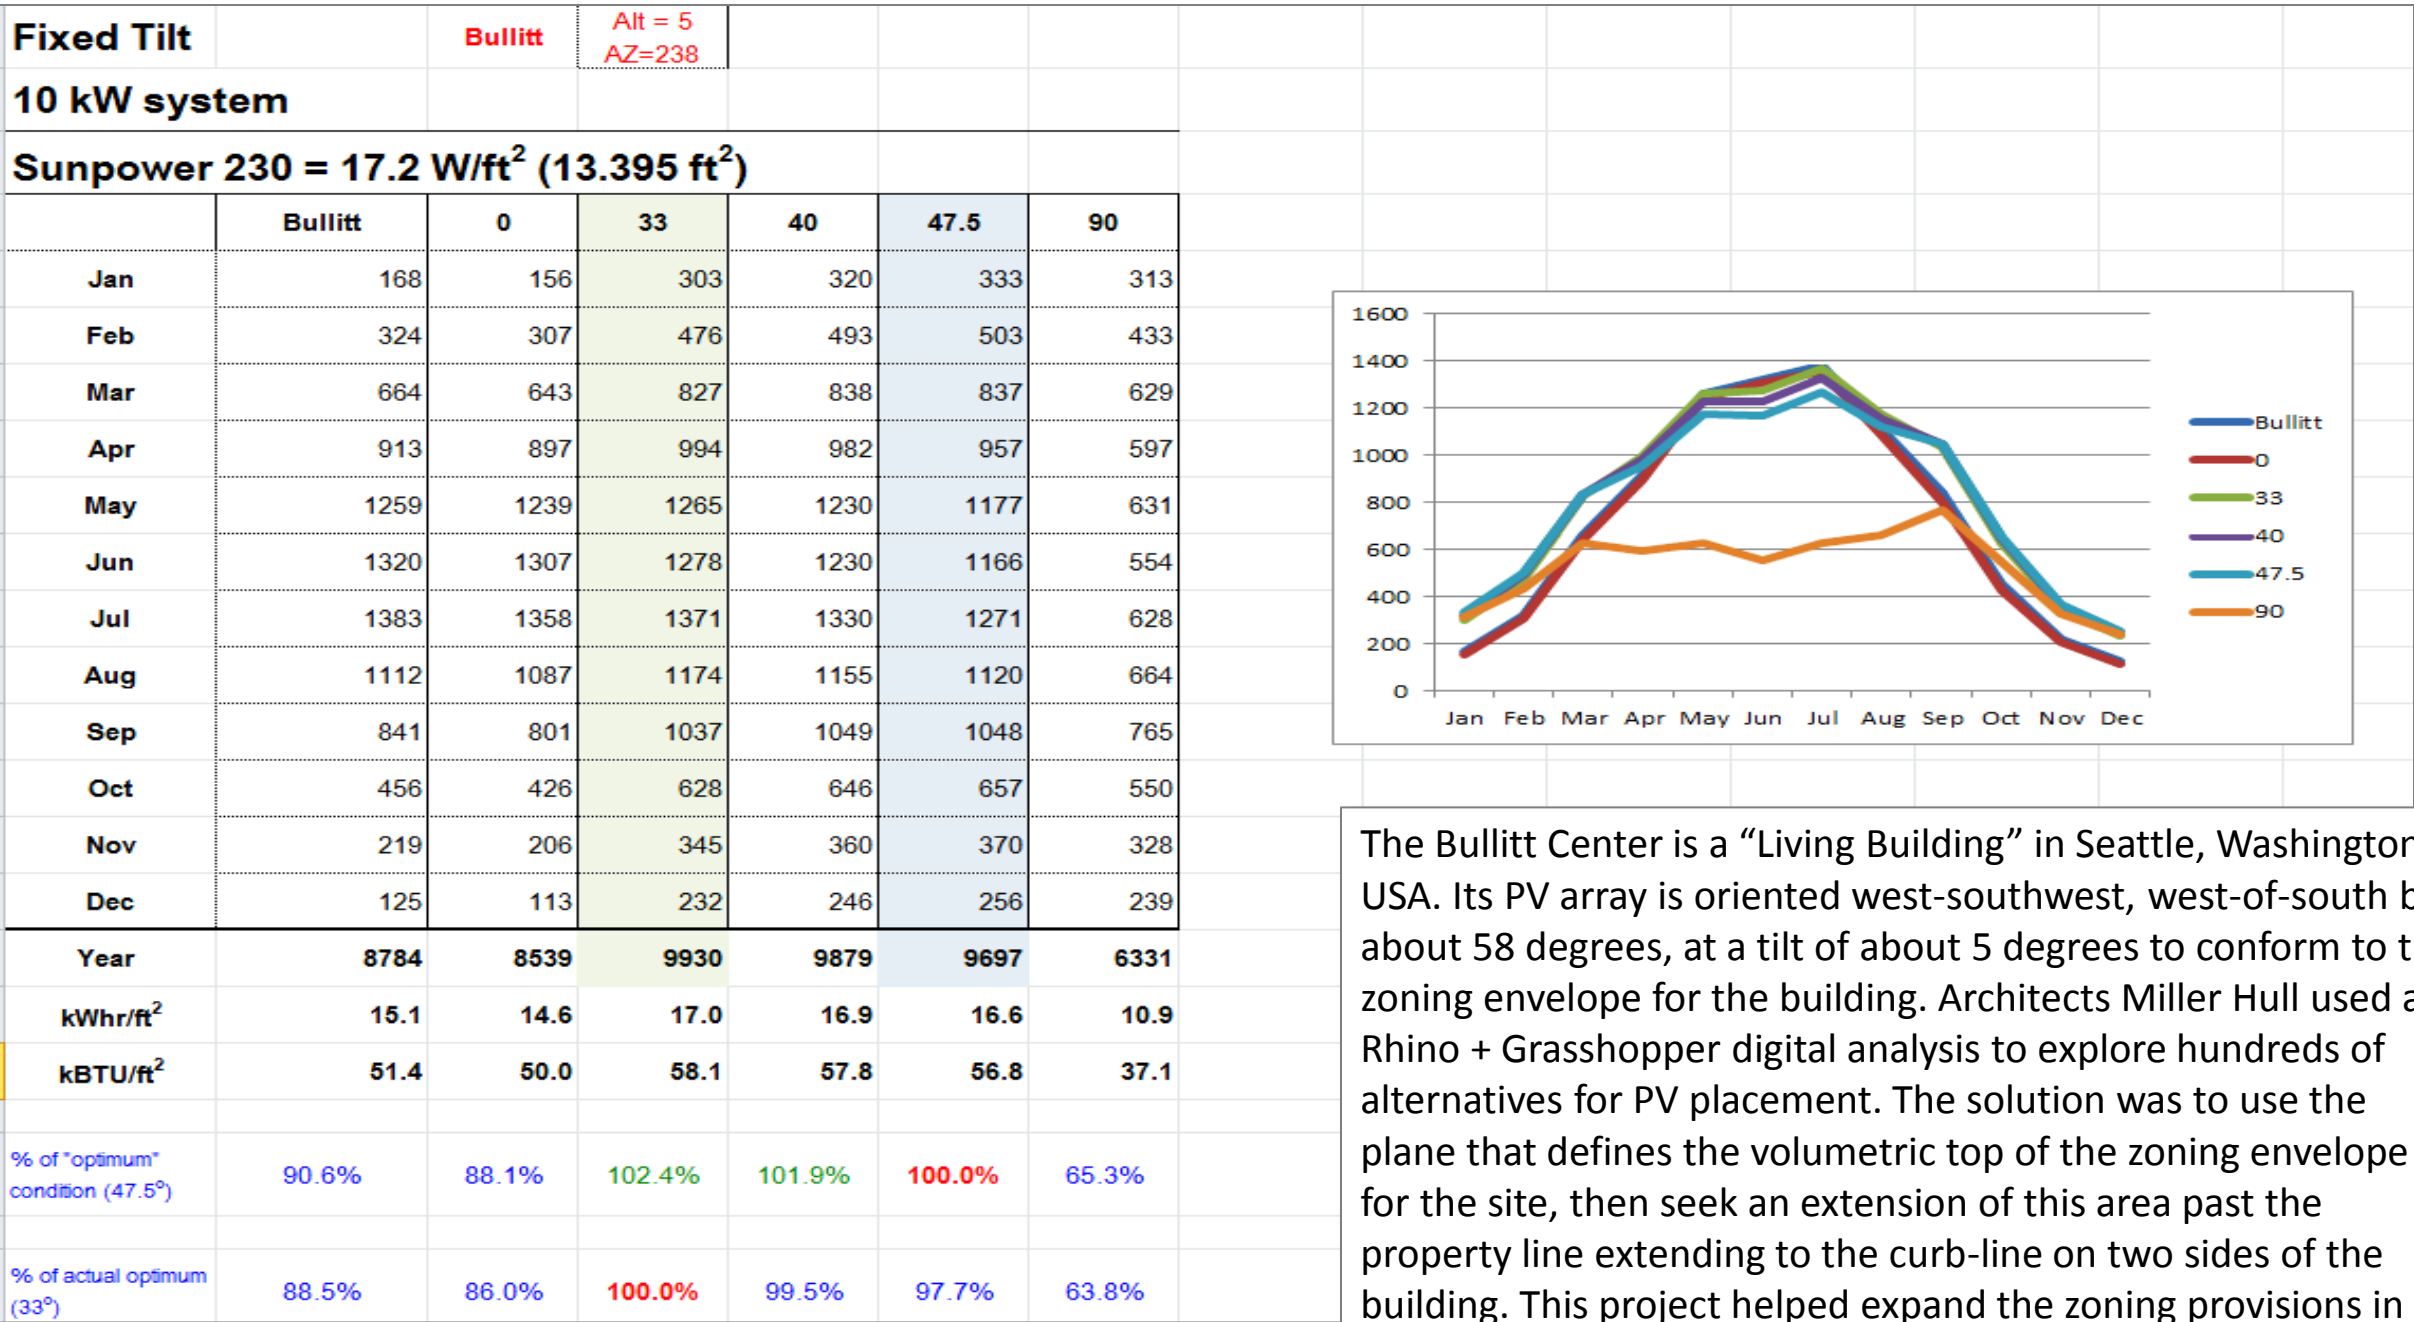 Fixed Tilt Bullitt Alt = 5
AZ=238
10 kW system
Sunpower 230 = 17.2 W/ft² (13.395 ft²)
Bullitt 0 33 40 47.5 90
Jan 168 156 303 320 333 313
Feb 324 307 476 493 503 433
Mar 664 643 827 838 837 629
Apr 913 897 994 982 957 597
May 1259 1239 1265 1230 1177 631
Jun 1320 1307 1278 1230 1166 554
Jul 1383 1358 1371 1330 1271 628
Aug 1112 1087 1174 1155 1120 664
Sep 841 801 1037 1049 1048 765
Oct 456 426 628 646 657 550
Nov 219 206 345 360 370 328
Dec 125 113 232 246 256 239
Year 8784 8539 9930 9879 9697 6331
kWhr/ft² 15.1 14.6 17.0 16.9 16.6 10.9
kBTU/ft² 51.4 50.0 58.1 57.8 56.8 37.1
% of "optimum"
condition (47.5°) 90.6% 88.1% 102.4% 101.9% 100.0% 65.3%
% of actual optimum
(33°) 88.5% 86.0% 100.0% 99.5% 97.7% 63.8%
1600
1400
1200
1000
800
600
400
200
0
Jan Feb Mar Apr May Jun Jul Aug Sep Oct Nov Dec
Bullitt
0
33
40
47.5
90
The Bullitt Center is a “Living Building” in Seattle, Washington
USA. Its PV array is oriented west-southwest, west-of-south
about 58 degrees, at a tilt of about 5 degrees to conform to
zoning envelope for the building. Architects Miller Hull used
Rhino + Grasshopper digital analysis to explore hundreds of
alternatives for PV placement. The solution was to use the
plane that defines the volumetric top of the zoning envelope
for the site, then seek an extension of this area past the
property line extending to the curb-line on two sides of the
building. This project helped expand the zoning provisions in